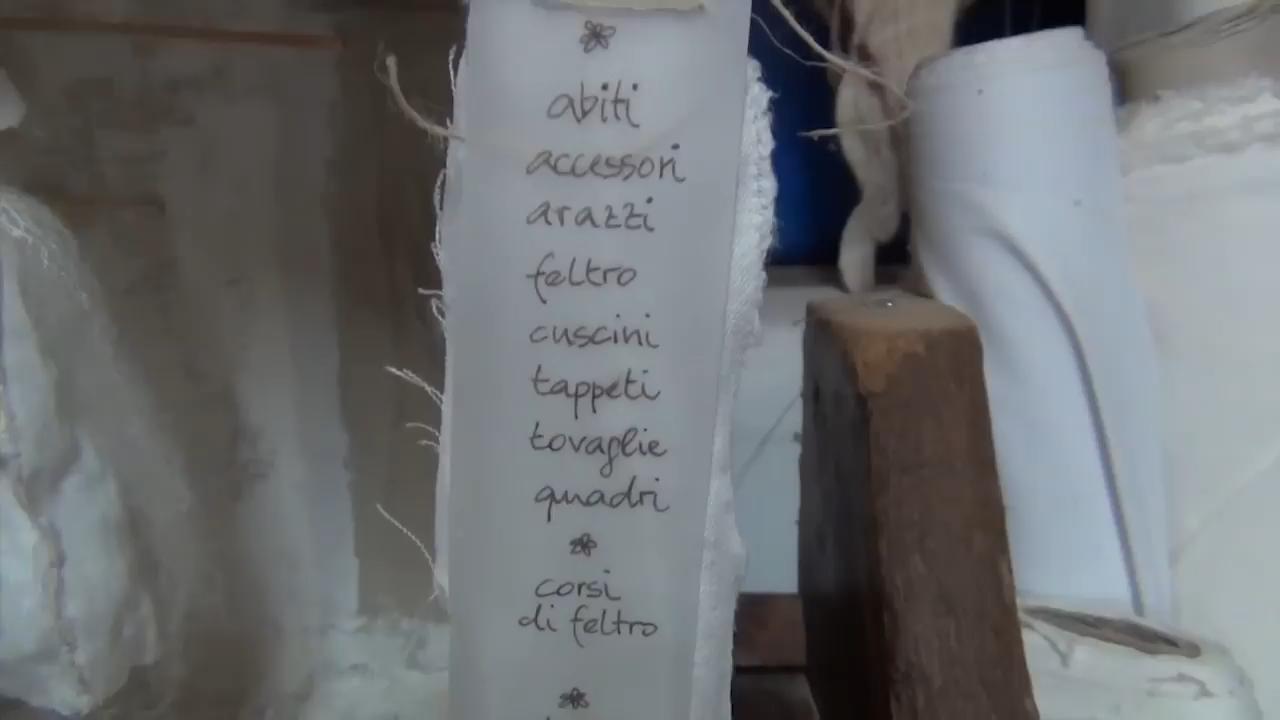 abiti
accessori
arazzi
feltro
cuscini
tappeti
tovaglie
quadri
corsi
di feltro